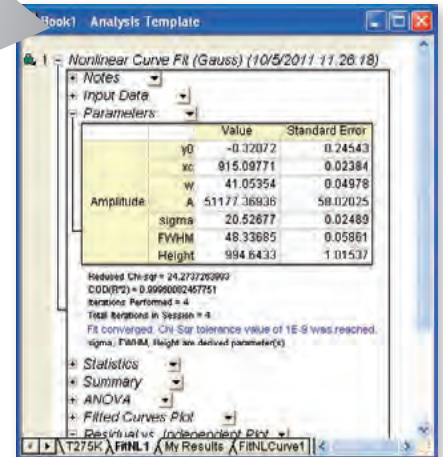 Book1 Analysis Template
1 Nonlinear Curve Fit (Gauss) (10/5/2011 11:26:18)
Notes
Input Data
Parameters
Value Standard Error
y0 -0.32072 0.24543
xc 915.09771 0.02384
w 41.05354 0.04978
Amplitude A 51177.36936 58.02025
sigma 20.52677 0.02489
FWHM 48.33685 0.05861
Height 994.6433 1.01537
Reduced Chi-sqr =
COD(R^2) =
Iterations Performed = 4
Total Iterations in Session = 4
Fit converged. Chi-Sqr tolerance value of 1E-9 was reached.
sigma, FWHM, Height are derived parameter(s)
Statistics
Summary
ANOVA
Fitted Curves Plot
Residual vs. Independent Plot
T275K FitNL1 My Results FitNLCurve1